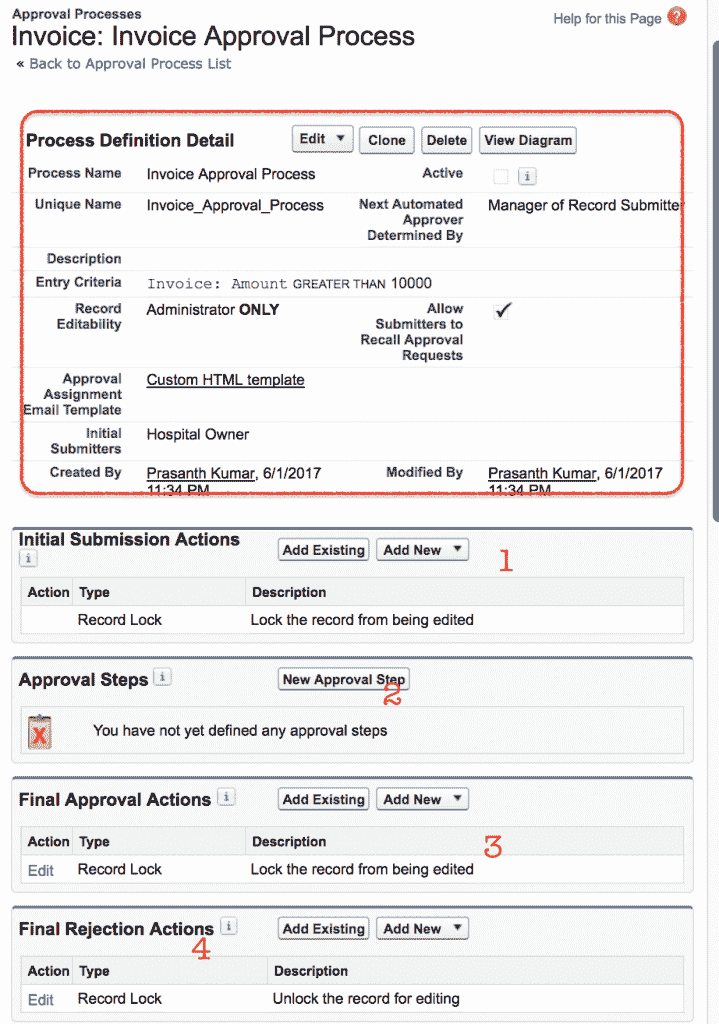 Approval Processes
Help for this Page ?
Invoice: Invoice Approval Process
« Back to Approval Process List
Process Definition Detail Edit ▼ Clone Delete View Diagram
Process Name Invoice Approval Process Active i
Unique Name Invoice_Approval_Process Next Automated Approver Determined By Manager of Record Submitter
Description
Entry Criteria Invoice: Amount GREATER THAN 10000
Record Editability Administrator ONLY Allow Submitters to Recall Approval Requests ✓
Approval Assignment Email Template Custom HTML template
Initial Submitters Hospital Owner
Created By Prasanth Kumar, 6/1/2017 11:34 PM Modified By Prasanth Kumar, 6/1/2017 11:34 PM
Initial Submission Actions i Add Existing Add New ▼ 1
Action Type Description
Record Lock Lock the record from being edited
Approval Steps i New Approval Step 2
X You have not yet defined any approval steps
Final Approval Actions i Add Existing Add New ▼
Action Type Description 3
Edit Record Lock Lock the record from being edited
Final Rejection Actions i Add Existing Add New ▼
4
Action Type Description
Edit Record Lock Unlock the record for editing